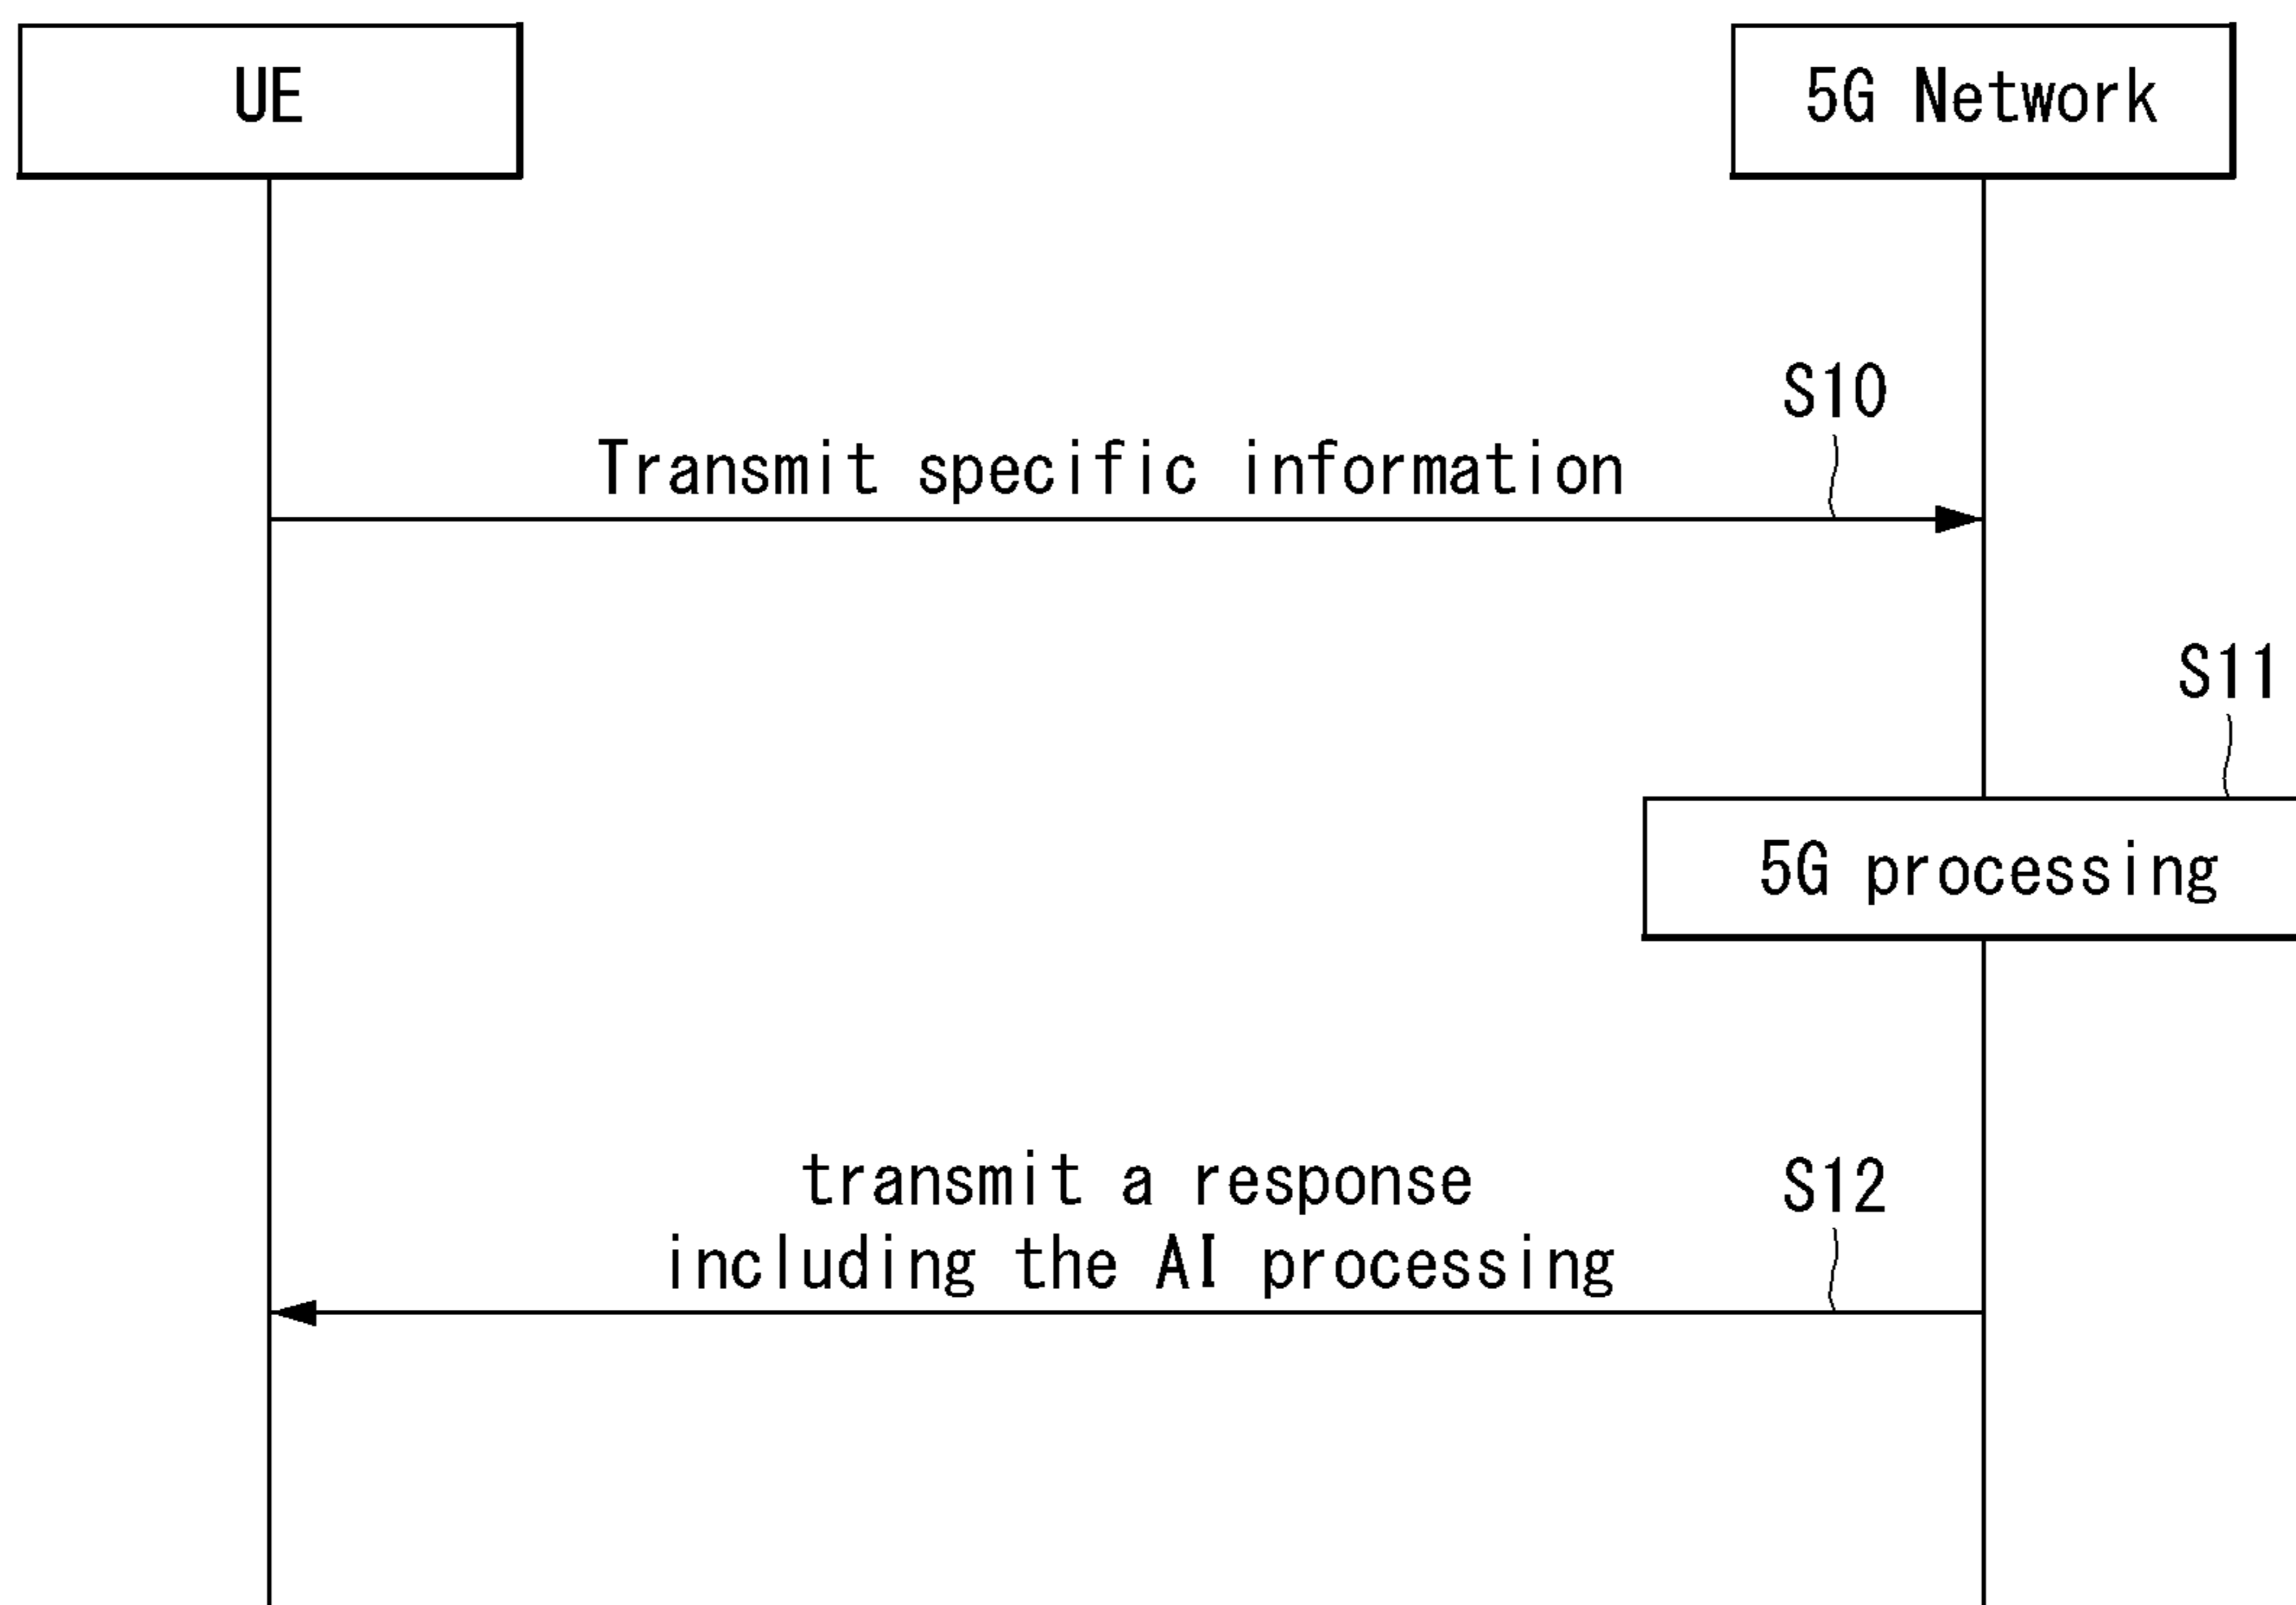 UE
5G Network
S10
Transmit specific information
S11
5G processing
transmit a response
S12
including the AI processing